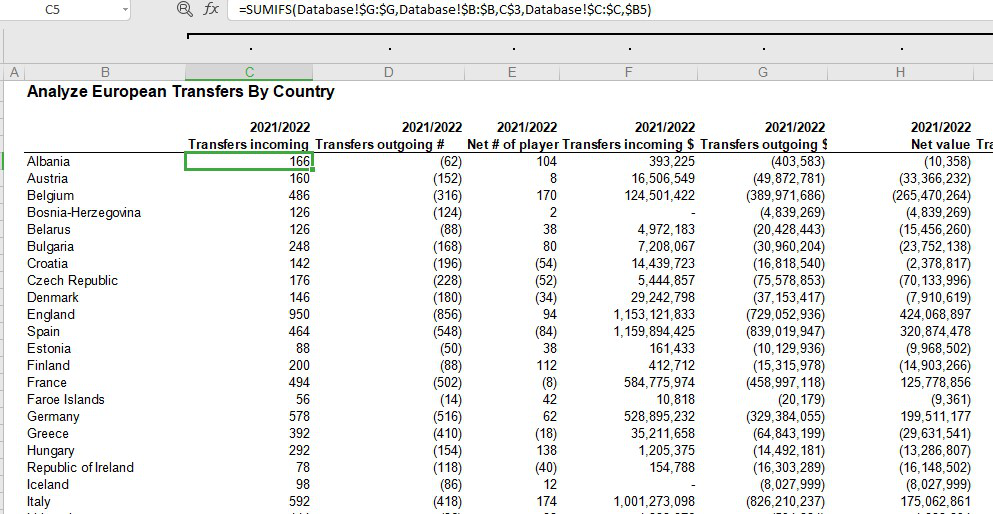 C5 fx =SUMIFS(Database!$G:$G,Database!$B:$B,C$3,Database!$C:$C,$B5)
A B C D E F G H
Analyze European Transfers By Country
2021/2022 2021/2022 2021/2022 2021/2022 2021/2022 2021/2022
Transfers incoming Transfers outgoing # Net # of player Transfers incoming $ Transfers outgoing $ Net value Tra
Albania 166 (62) 104 393,225 (403,583) (10,358)
Austria 160 (152) 8 16,506,549 (49,872,781) (33,366,232)
Belgium 486 (316) 170 124,501,422 (389,971,686) (265,470,264)
Bosnia-Herzegovina 126 (124) 2 - (4,839,269) (4,839,269)
Belarus 126 (88) 38 4,972,183 (20,428,443) (15,456,260)
Bulgaria 248 (168) 80 7,208,067 (30,960,204) (23,752,138)
Croatia 142 (196) (54) 14,439,723 (16,818,540) (2,378,817)
Czech Republic 176 (228) (52) 5,444,857 (75,578,853) (70,133,996)
Denmark 146 (180) (34) 29,242,798 (37,153,417) (7,910,619)
England 950 (856) 94 1,153,121,833 (729,052,936) 424,068,897
Spain 464 (548) (84) 1,159,894,425 (839,019,947) 320,874,478
Estonia 88 (50) 38 161,433 (10,129,936) (9,968,502)
Finland 200 (88) 112 412,712 (15,315,978) (14,903,266)
France 494 (502) (8) 584,775,974 (458,997,118) 125,778,856
Faroe Islands 56 (14) 42 10,818 (20,179) (9,361)
Germany 578 (516) 62 528,895,232 (329,384,055) 199,511,177
Greece 392 (410) (18) 35,211,658 (64,843,199) (29,631,541)
Hungary 292 (154) 138 1,205,375 (14,492,181) (13,286,807)
Republic of Ireland 78 (118) (40) 154,788 (16,303,289) (16,148,502)
Iceland 98 (86) 12 - (8,027,999) (8,027,999)
Italy 592 (418) 174 1,001,273,098 (826,210,237) 175,062,861